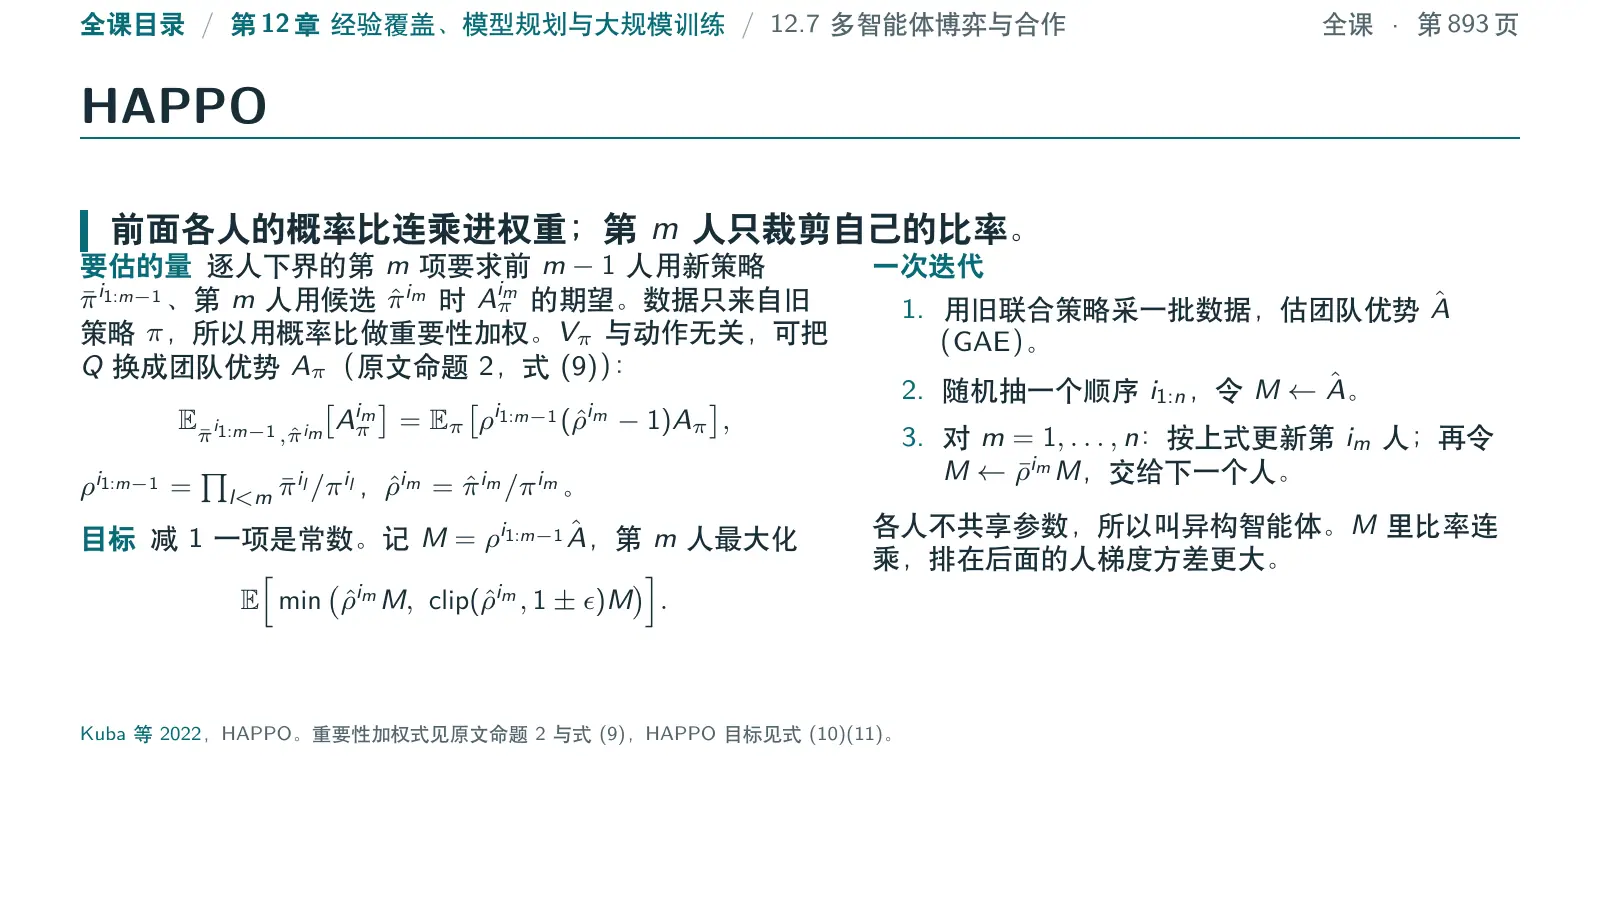 全课目录 / 第 12 章 经验覆盖、模型规划与大规模训练 / 12.7 多智能体博弈与合作
全课 · 第 893 页
HAPPO
前面各人的概率比连乘进权重；第 m 人只裁剪自己的比率。
要估的量 逐人下界的第 m 项要求前 m − 1 人用新策略
π̄^{i_{1:m−1}}、第 m 人用候选 π̂^{i_m} 时 A_π^{i_m} 的期望。数据只来自旧
策略 π，所以用概率比做重要性加权。V_π 与动作无关，可把
Q 换成团队优势 A_π（原文命题 2，式 (9)）：
𝔼_{π̄^{i_{1:m−1}}, π̂^{i_m}}[A_π^{i_m}] = 𝔼_π[ρ^{i_{1:m−1}}(ρ̂^{i_m} − 1)A_π],
ρ^{i_{1:m−1}} = ∏_{l<m} π̄^{i_l}/π^{i_l}，ρ̂^{i_m} = π̂^{i_m}/π^{i_m}。
目标 减 1 一项是常数。记 M = ρ^{i_{1:m−1}}Â，第 m 人最大化
𝔼[min(ρ̂^{i_m}M, clip(ρ̂^{i_m}, 1 ± ϵ)M)].
一次迭代
1. 用旧联合策略采一批数据，估团队优势 Â
(GAE)。
2. 随机抽一个顺序 i_{1:n}，令 M ← Â。
3. 对 m = 1, . . . , n：按上式更新第 i_m 人；再令
M ← ρ̄^{i_m}M，交给下一个人。
各人不共享参数，所以叫异构智能体。M 里比率连
乘，排在后面的人梯度方差更大。
Kuba 等 2022，HAPPO。重要性加权式见原文命题 2 与式 (9)，HAPPO 目标见式 (10)(11)。